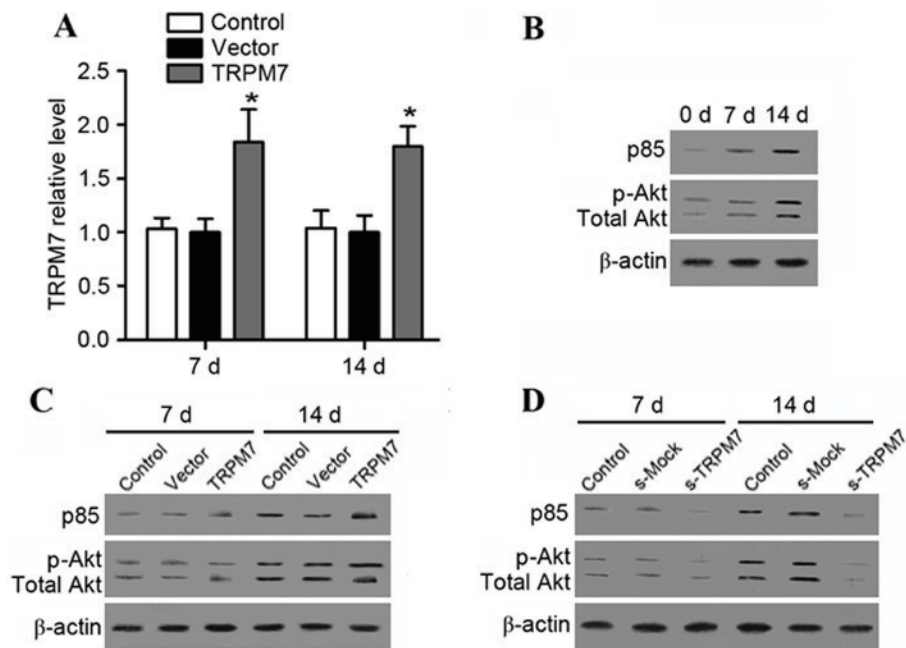 A
Control
Vector
TRPM7
TRPM7 relative level
2.5
2.0
1.5
1.0
0.5
0.0
*
*
7 d
14 d
B
0 d 7 d 14 d
p85
p-Akt
Total Akt
β-actin
C
7 d 14 d
Control Vector TRPM7 Control Vector TRPM7
p85
p-Akt
Total Akt
β-actin
D
7 d 14 d
Control s-Mock s-TRPM7 Control s-Mock s-TRPM7
p85
p-Akt
Total Akt
β-actin